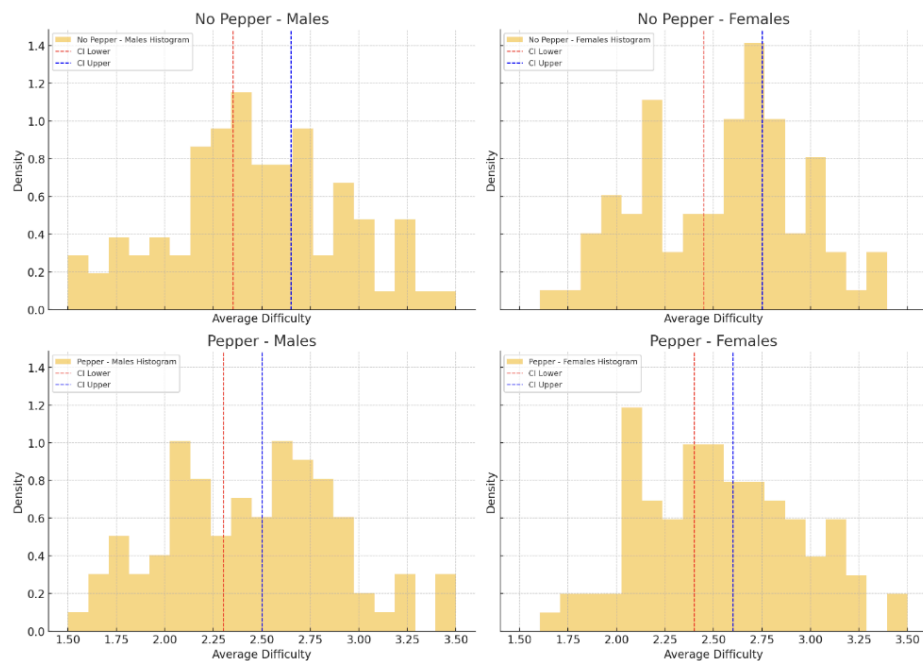 No Pepper - Males
No Pepper - Males Histogram
CI Lower
CI Upper
Density
1.4
1.2
1.0
0.8
0.6
0.4
0.2
0.0
Average Difficulty
No Pepper - Females
No Pepper - Females Histogram
CI Lower
CI Upper
Density
Average Difficulty
Pepper - Males
Pepper - Males Histogram
CI Lower
CI Upper
Density
1.4
1.2
1.0
0.8
0.6
0.4
0.2
0.0
1.50 1.75 2.00 2.25 2.50 2.75 3.00 3.25 3.50
Average Difficulty
Pepper - Females
Pepper - Females Histogram
CI Lower
CI Upper
Density
1.50 1.75 2.00 2.25 2.50 2.75 3.00 3.25 3.50
Average Difficulty